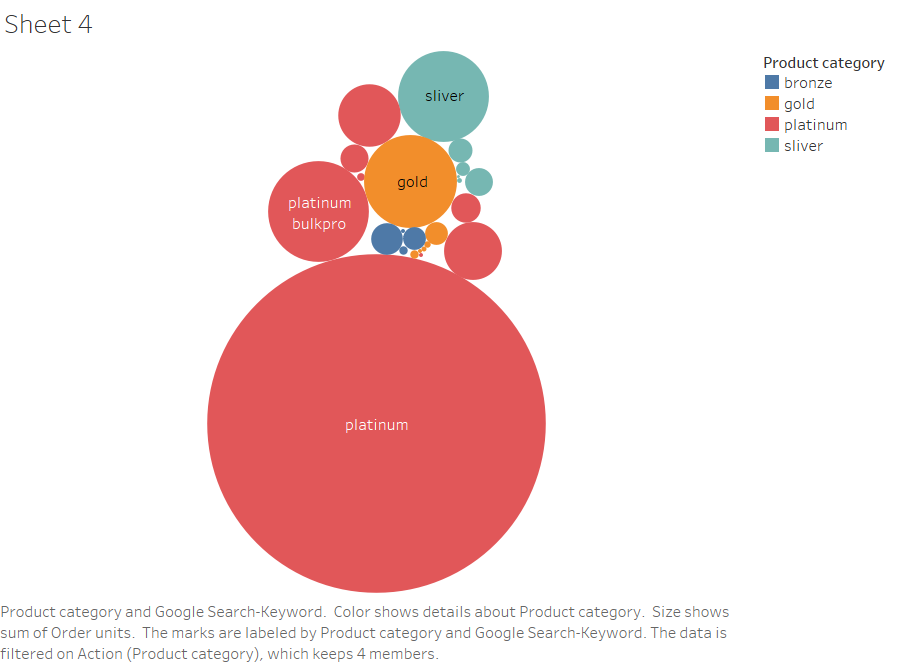 Sheet 4
Product category
bronze
gold
platinum
sliver
sliver
gold
platinum
bulkpro
platinum
Product category and Google Search-Keyword.  Color shows details about Product category.  Size shows
sum of Order units.  The marks are labeled by Product category and Google Search-Keyword. The data is
filtered on Action (Product category), which keeps 4 members.